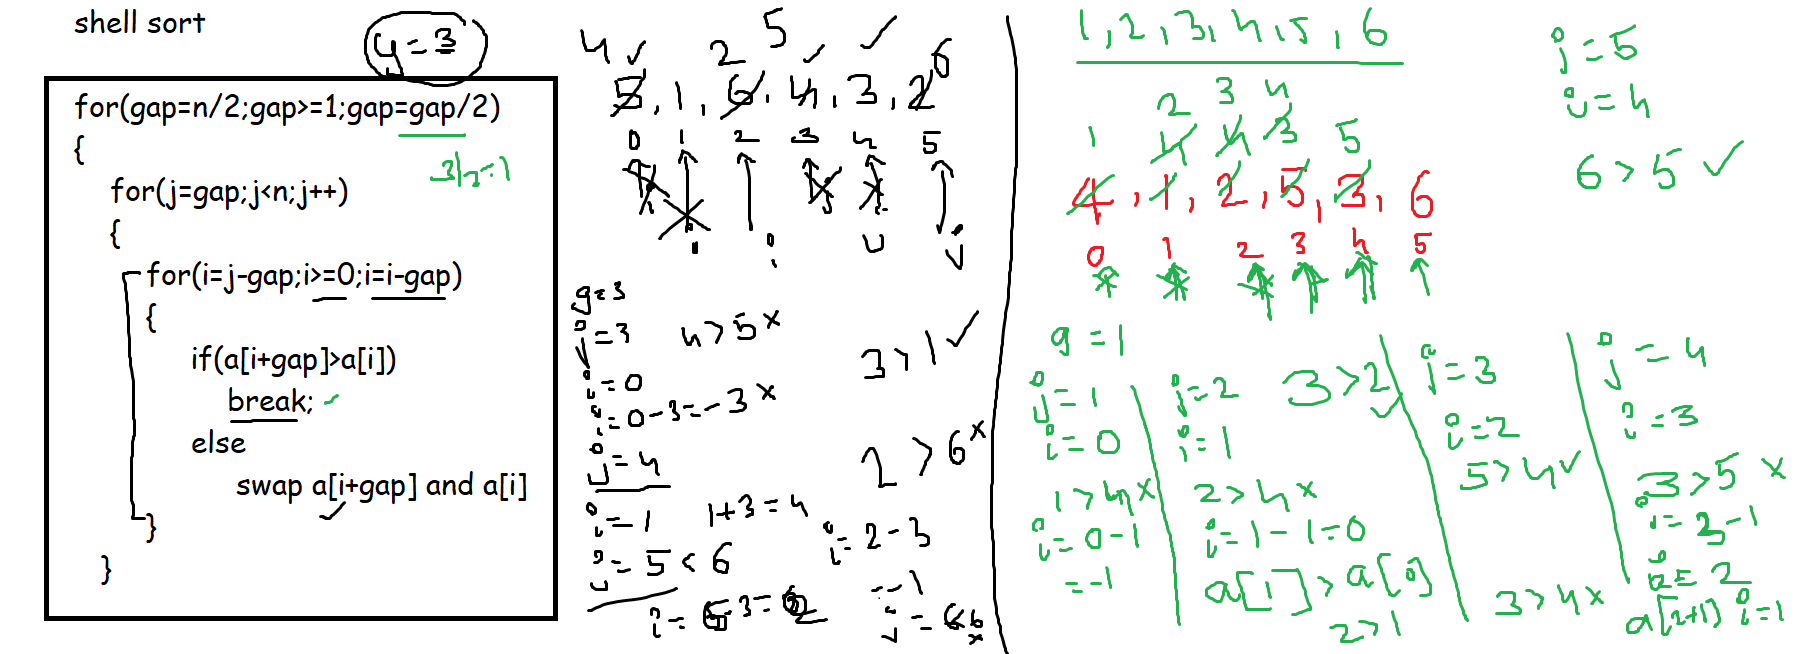 shell sort
4=3
for(gap=n/2;gap>=1;gap=gap/2)
{
3/2=1
for(j=gap;j<n;j++)
{
for(i=j-gap;i>=0;i=i-gap)
{
if(a[i+gap]>a[i])
break;
else
swap a[i+gap] and a[i]
}
}
4 2 5 6
5, 1, 6, 4, 3, 2
0 1 2 3 4 5
g=3
j=3 4>5 x
i=0
i=0-3=-3 x
j=4
i=1 1+3=4
j=5<6
3>1
2>6 x
i=2-3
=-1
1, 2, 3, 4, 5, 6
1 2 3 4
4 4 3 5
4, 1, 2, 5, 3, 6
0 1 2 3 4 5
g=1
j=1
i=0
1>4 x
i=0-1
=-1
j=2 3>2
i=1
2>4 x
i=1-1=0
a[1]>a[0]
2>1
j=3
i=2
5>4
3>4 x
j=4
i=3
3>5 x
i=3-1
i=2
a[2+1] i=1
j=5
i=4
6>5